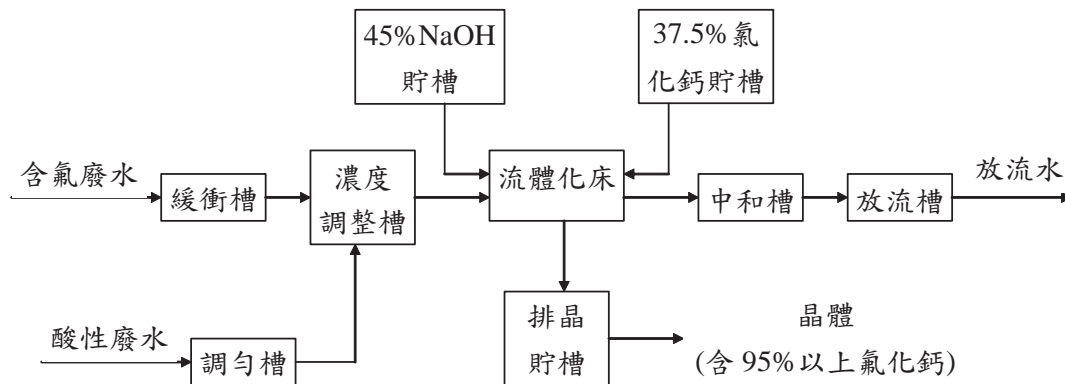 45%NaOH
貯槽
37.5%氯
化鈣貯槽
含氟廢水
緩衝槽
濃度
調整槽
流體化床
中和槽
放流槽
放流水
酸性廢水
調勻槽
排晶
貯槽
晶體
(含 95%以上氟化鈣)